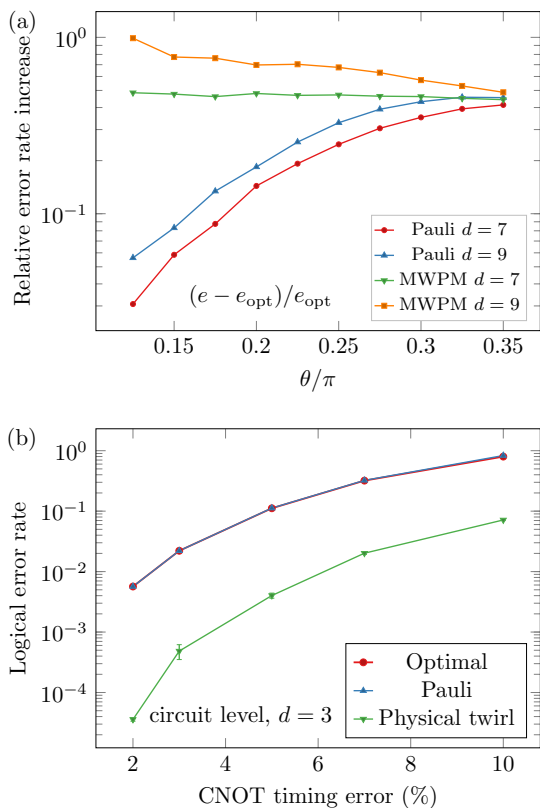 (a)
Relative error rate increase
10⁰
10⁻¹
Pauli d = 7
Pauli d = 9
MWPM d = 7
MWPM d = 9
(e − e_opt)/e_opt
0.15 0.2 0.25 0.3 0.35
θ/π
(b)
Logical error rate
10⁰
10⁻¹
10⁻²
10⁻³
10⁻⁴
Optimal
Pauli
Physical twirl
circuit level, d = 3
2 4 6 8 10
CNOT timing error (%)